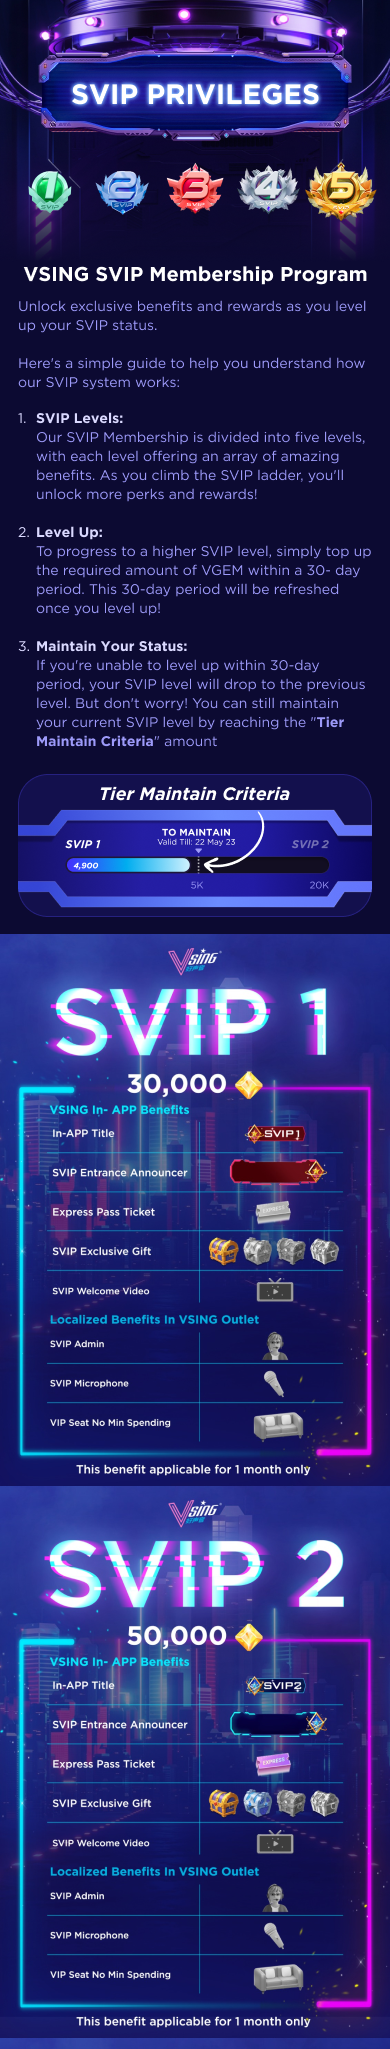 SVIP PRIVILEGES
1 SVIP
2 SVIP
3 SVIP
4 SVIP
5 SVIP
VSING SVIP Membership Program
Unlock exclusive benefits and rewards as you level
up your SVIP status.
Here's a simple guide to help you understand how
our SVIP system works:
1. SVIP Levels:
Our SVIP Membership is divided into five levels,
with each level offering an array of amazing
benefits. As you climb the SVIP ladder, you'll
unlock more perks and rewards!
2. Level Up:
To progress to a higher SVIP level, simply top up
the required amount of VGEM within a 30- day
period. This 30-day period will be refreshed
once you level up!
3. Maintain Your Status:
If you're unable to level up within 30-day
period, your SVIP level will drop to the previous
level. But don't worry! You can still maintain
your current SVIP level by reaching the "Tier
Maintain Criteria" amount
Tier Maintain Criteria
SVIP 1
TO MAINTAIN
Valid Till: 22 May 23
SVIP 2
4,900
5K
20K
VSING
SVIP 1
30,000
VSING In- APP Benefits
In-APP Title
SVIP1
SVIP Entrance Announcer
Express Pass Ticket
EXPRESS
SVIP Exclusive Gift
SVIP Welcome Video
Localized Benefits In VSING Outlet
SVIP Admin
SVIP Microphone
VIP Seat No Min Spending
This benefit applicable for 1 month only
VSING
SVIP 2
50,000
VSING In- APP Benefits
In-APP Title
SVIP2
SVIP Entrance Announcer
Express Pass Ticket
EXPRESS
SVIP Exclusive Gift
SVIP Welcome Video
Localized Benefits In VSING Outlet
SVIP Admin
SVIP Microphone
VIP Seat No Min Spending
This benefit applicable for 1 month only